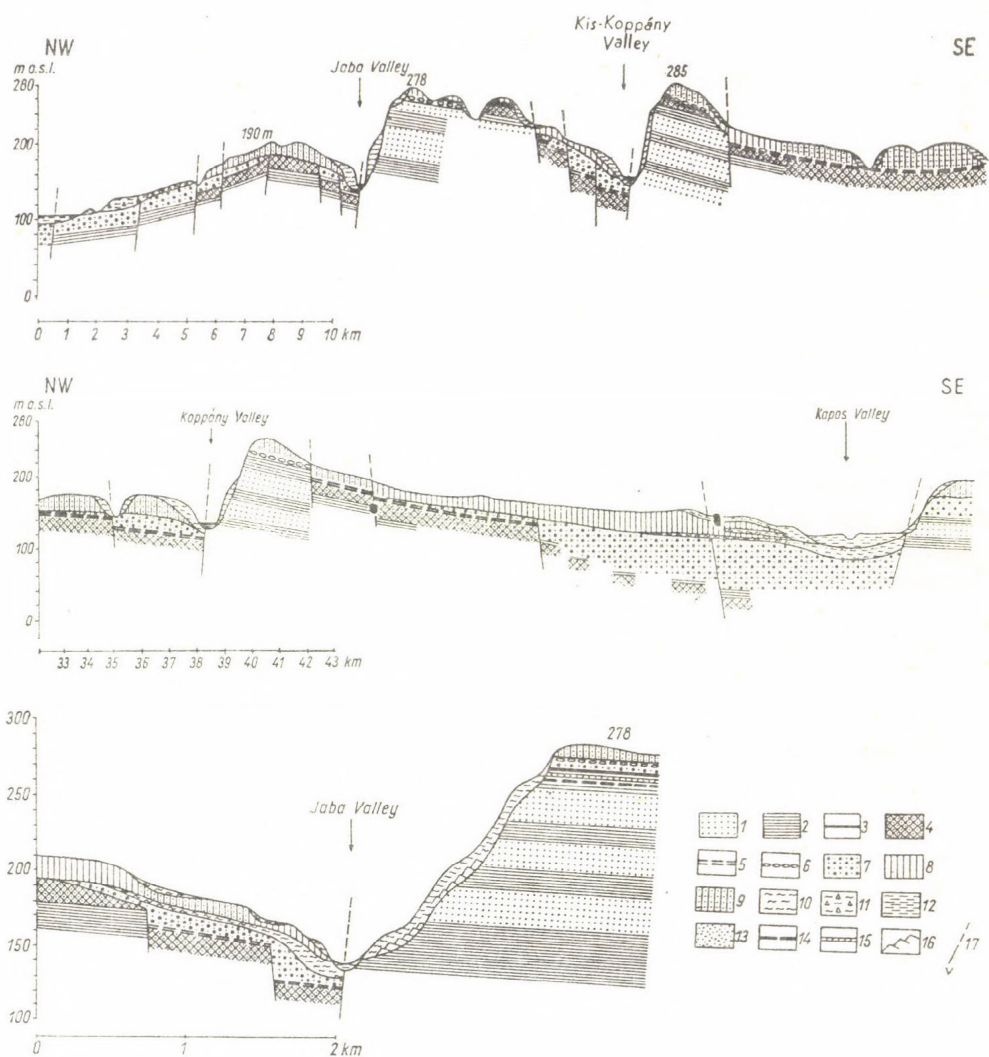 Kis-Koppány
Valley
NW
SE
m a.s.l.
Jaba Valley
280
278
285
190 m
200
100
0
0 1 2 3 4 5 6 7 8 9 10 km
NW
SE
m a.s.l.
280
Koppány Valley
Kapos Valley
200
100
0
33 34 35 36 37 38 39 40 41 42 43 km
300
278
250
Jaba Valley
200
150
100
0 1 2 km
1 2 3 4
5 6 7 8
9 10 11 12
13 14 15 16 17